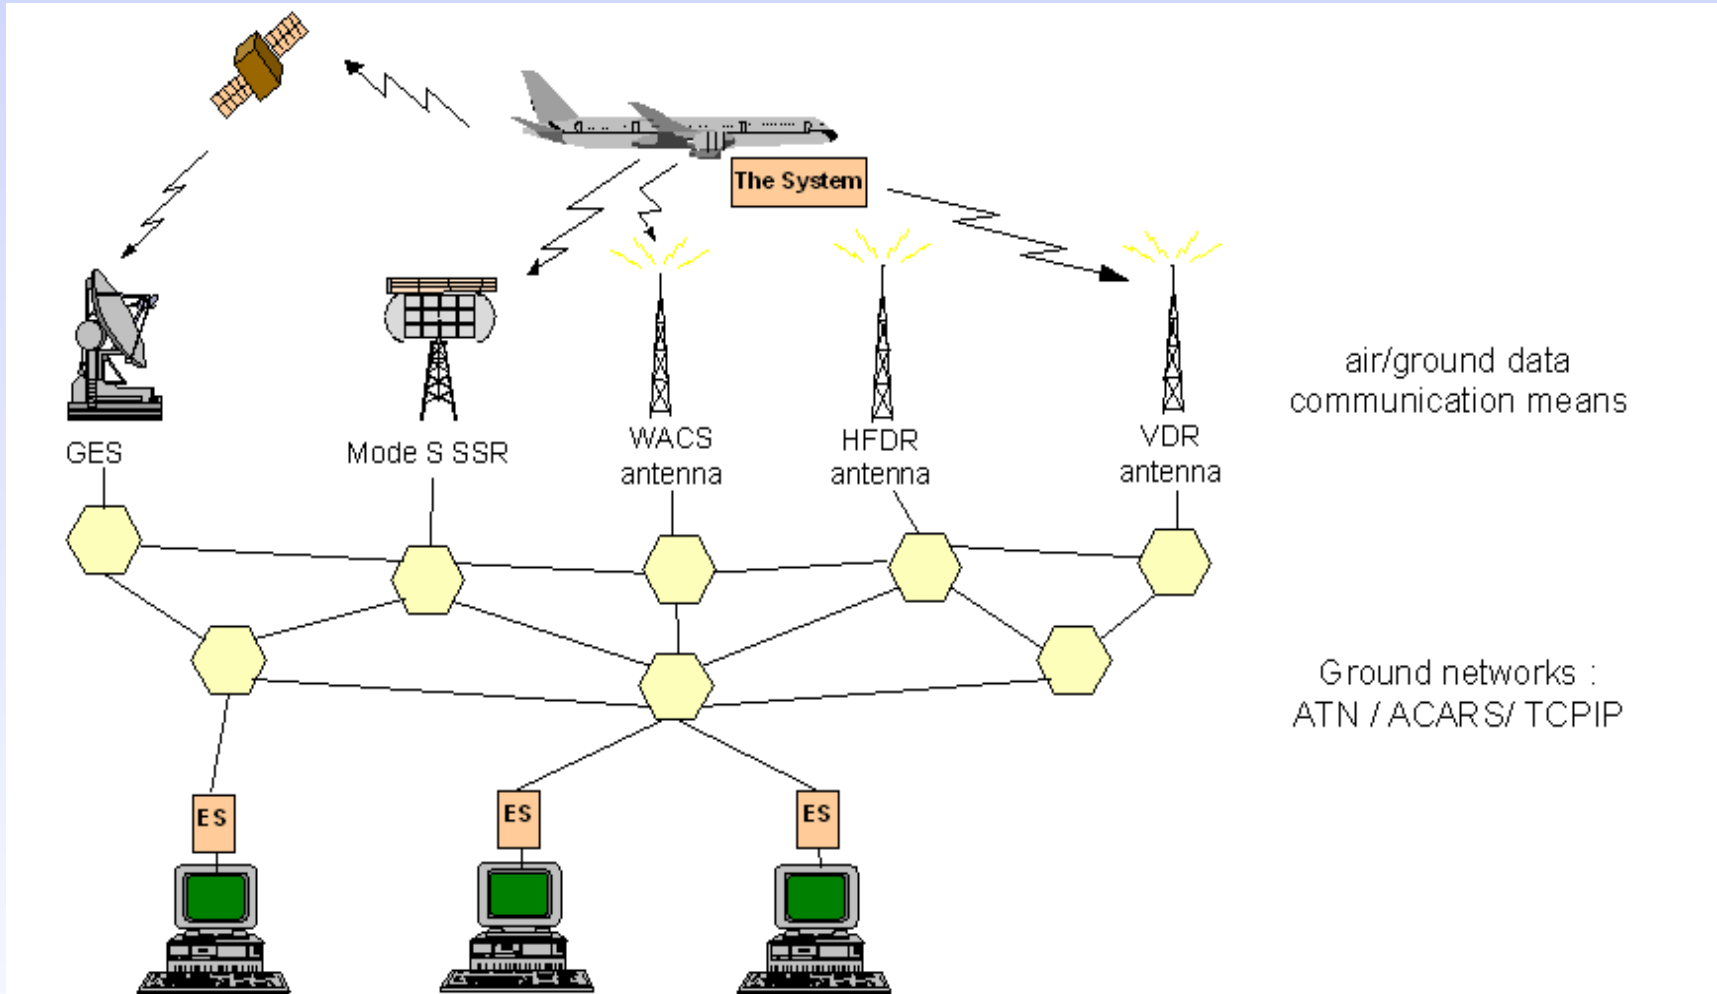 The System
GES
Mode S SSR
WACS
antenna
HFDR
antenna
VDR
antenna
air/ground data
communication means
Ground networks :
ATN / ACARS/ TCPIP
ES
ES
ES